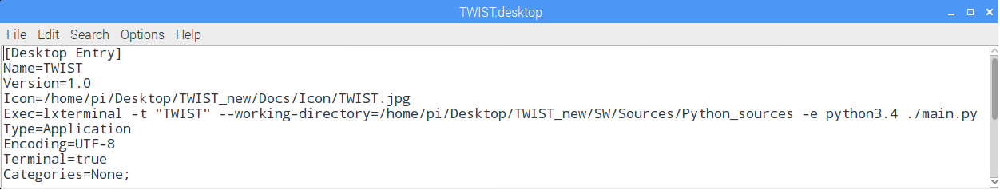 TWIST.desktop
File Edit Search Options Help
[Desktop Entry]
Name=TWIST
Version=1.0
Icon=/home/pi/Desktop/TWIST_new/Docs/Icon/TWIST.jpg
Exec=lxterminal -t "TWIST" --working-directory=/home/pi/Desktop/TWIST_new/SW/Sources/Python_sources -e python3.4 ./main.py
Type=Application
Encoding=UTF-8
Terminal=true
Categories=None;